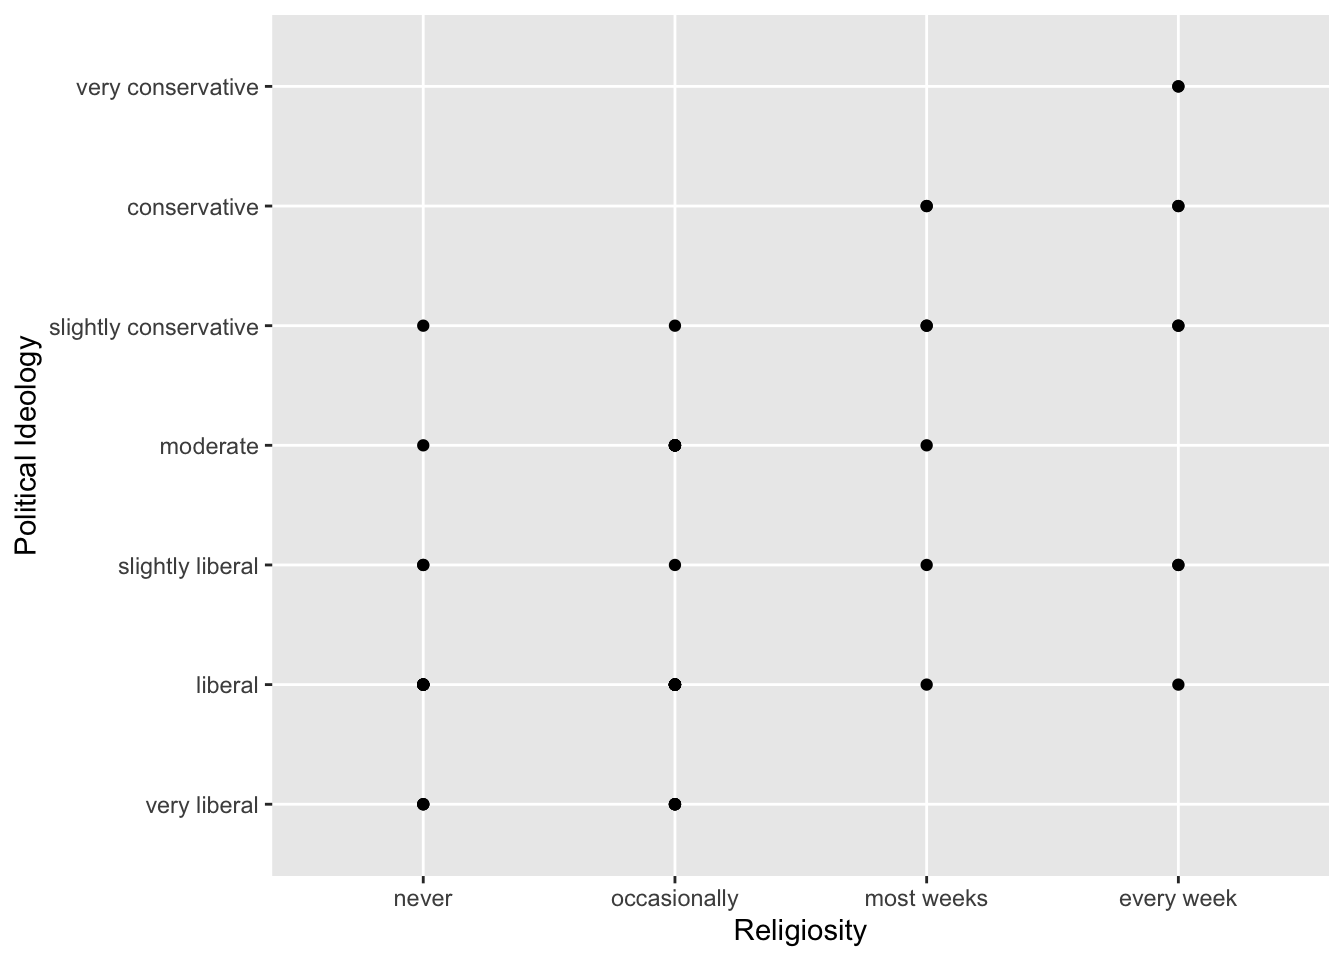 very conservative
conservative
slightly conservative
moderate
slightly liberal
liberal
very liberal
Political Ideology
never occasionally most weeks every week
Religiosity